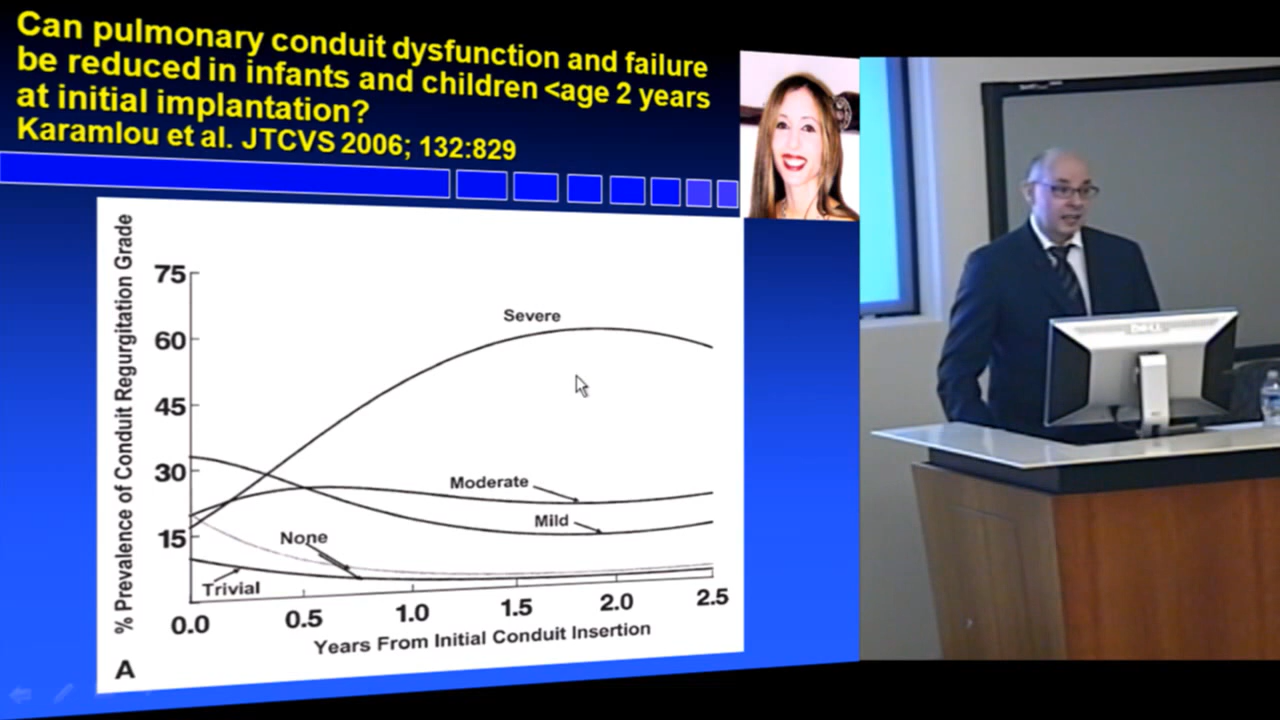 Can pulmonary conduit dysfunction and failure
be reduced in infants and children <age 2 years
at initial implantation?
Karamlou et al. JTCVS 2006; 132:829
% Prevalence of Conduit Regurgitation Grade
75
60
45
30
15
Severe
Moderate
Mild
None
Trivial
0.0 0.5 1.0 1.5 2.0 2.5
Years From Initial Conduit Insertion
A
DELL